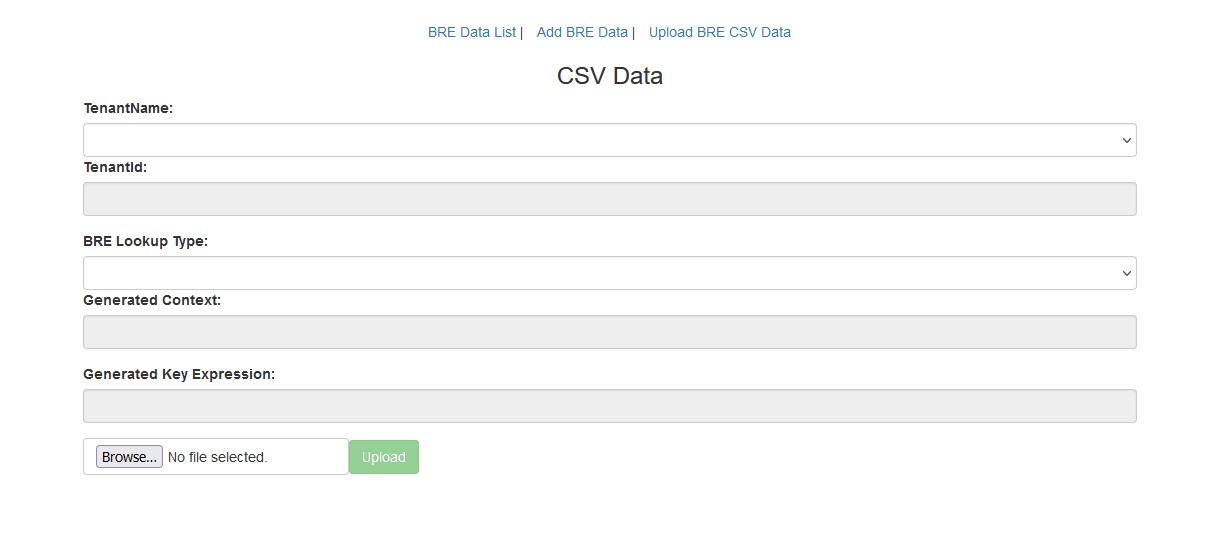 BRE Data List | Add BRE Data | Upload BRE CSV Data
CSV Data
TenantName:
TenantId:
BRE Lookup Type:
Generated Context:
Generated Key Expression:
Browse... No file selected. Upload